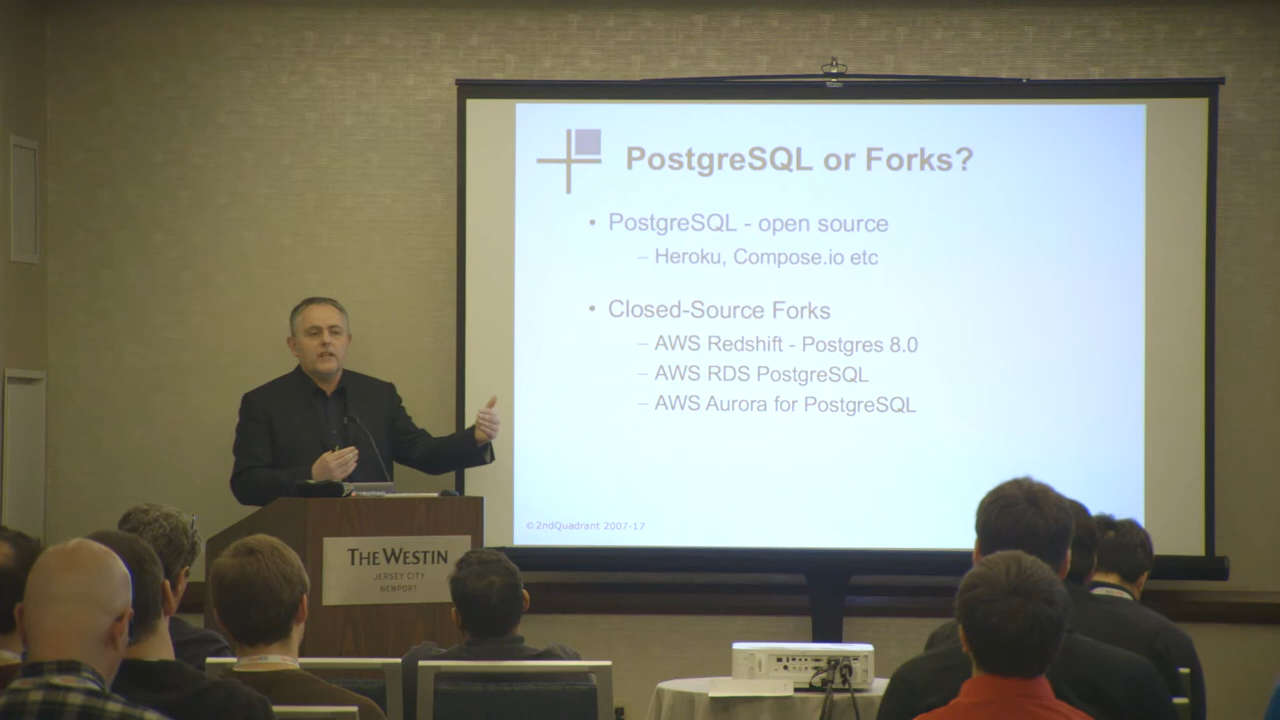 PostgreSQL or Forks?
• PostgreSQL - open source
– Heroku, Compose.io etc
• Closed-Source Forks
– AWS Redshift - Postgres 8.0
– AWS RDS PostgreSQL
– AWS Aurora for PostgreSQL
© 2ndQuadrant 2007-17
THE WESTIN
JERSEY CITY
NEWPORT